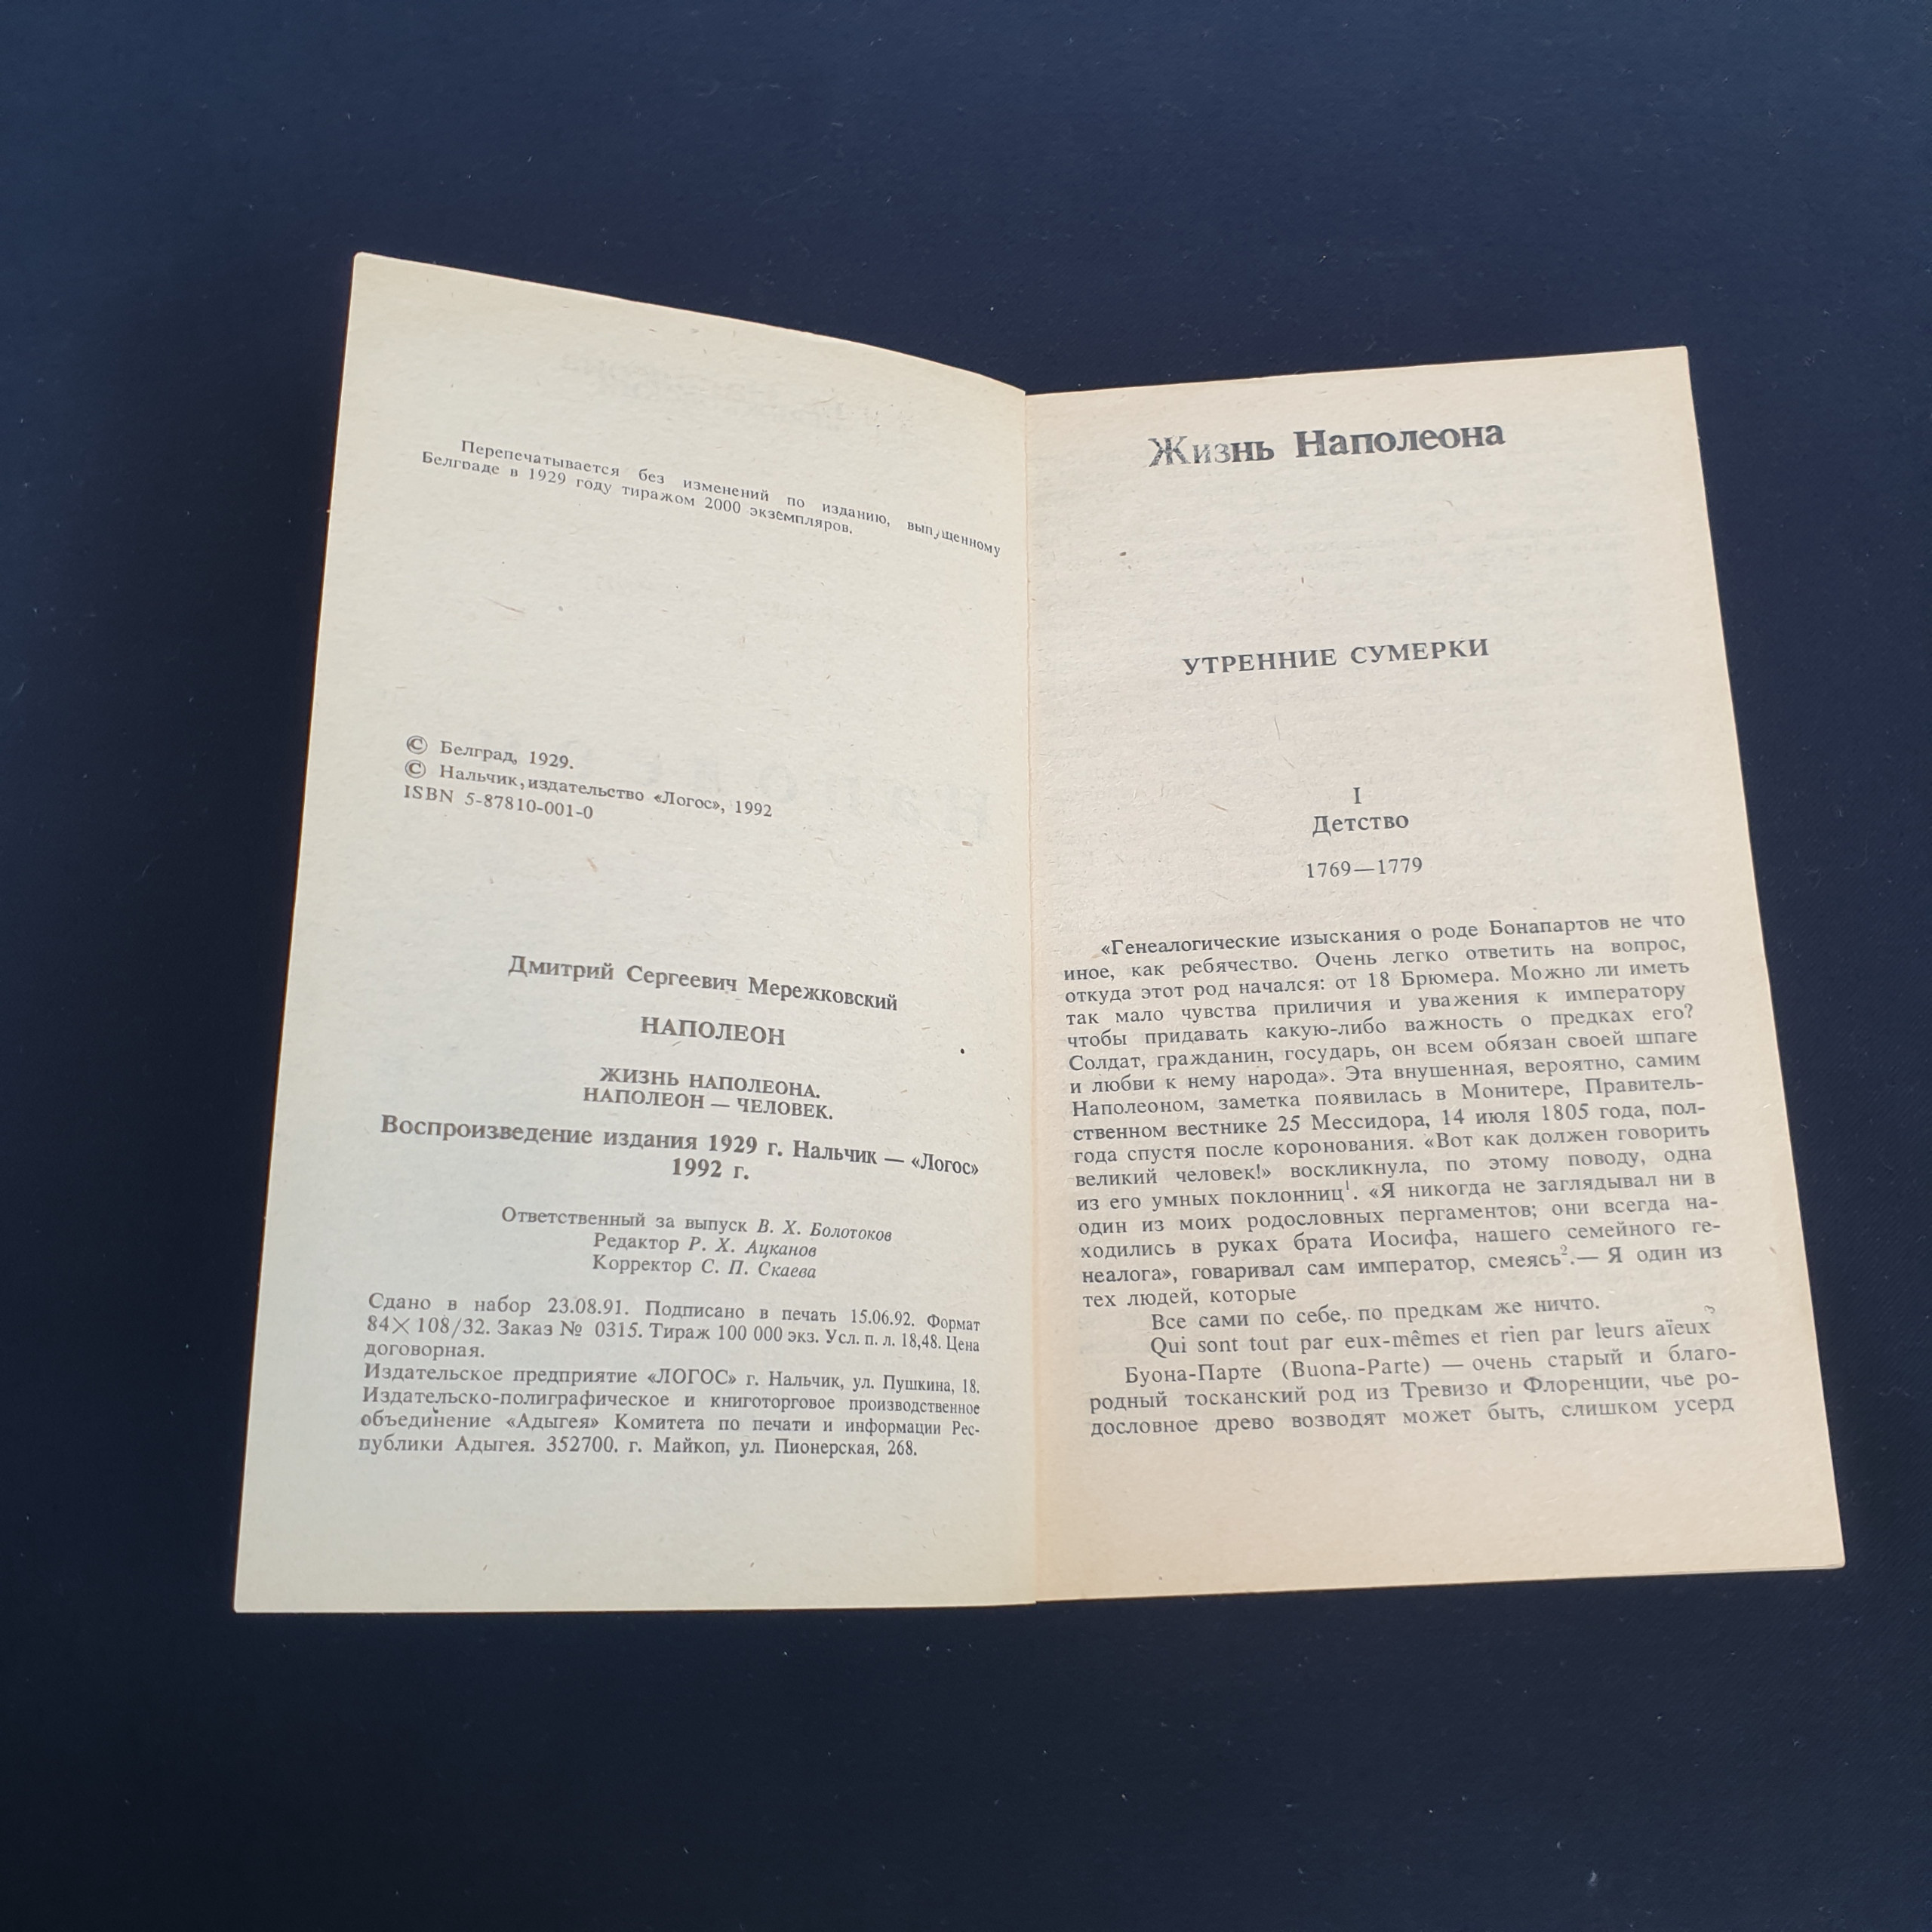 Перепечатывается без изменений по изданию, выпущенному
Белграде в 1929 году тиражом 2000 экземпляров.
© Белград, 1929.
© Нальчик, издательство «Логос», 1992
ISBN 5-87810-001-0
Дмитрий Сергеевич Мережковский
НАПОЛЕОН
ЖИЗНЬ НАПОЛЕОНА.
НАПОЛЕОН — ЧЕЛОВЕК.
Воспроизведение издания 1929 г. Нальчик — «Логос»
1992 г.
Ответственный за выпуск В. Х. Болотоков
Редактор Р. Х. Ацканов
Корректор С. П. Скаева
Сдано в набор 23.08.91. Подписано в печать 15.06.92. Формат
84×108/32. Заказ № 0315. Тираж 100 000 экз. Усл. п. л. 18,48. Цена
договорная.
Издательское предприятие «ЛОГОС» г. Нальчик, ул. Пушкина, 18.
Издательско-полиграфическое и книготорговое производственное
объединение «Адыгея» Комитета по печати и информации Рес-
публики Адыгея. 352700. г. Майкоп, ул. Пионерская, 268.
Жизнь Наполеона
УТРЕННИЕ СУМЕРКИ
I
Детство
1769—1779
«Генеалогические изыскания о роде Бонапартов не что
иное, как ребячество. Очень легко ответить на вопрос,
откуда этот род начался: от 18 Брюмера. Можно ли иметь
так мало чувства приличия и уважения к императору
чтобы придавать какую-либо важность о предках его?
Солдат, гражданин, государь, он всем обязан своей шпаге
и любви к нему народа». Эта внушенная, вероятно, самим
Наполеоном, заметка появилась в Монитере, Правитель-
ственном вестнике 25 Мессидора, 14 июля 1805 года, пол-
года спустя после коронования. «Вот как должен говорить
великий человек!» воскликнула, по этому поводу, одна
из его умных поклонниц¹. «Я никогда не заглядывал ни в
один из моих родословных пергаментов; они всегда на-
ходились в руках брата Иосифа, нашего семейного ге-
неалога», говаривал сам император, смеясь².— Я один из
тех людей, которые
Все сами по себе, по предкам же ничто.
Qui sont tout par eux-mêmes et rien par leurs aïeux³
Буона-Парте (Buona-Parte) — очень старый и благо-
родный тосканский род из Тревизо и Флоренции, чье ро-
дословное древо возводят может быть, слишком усерд